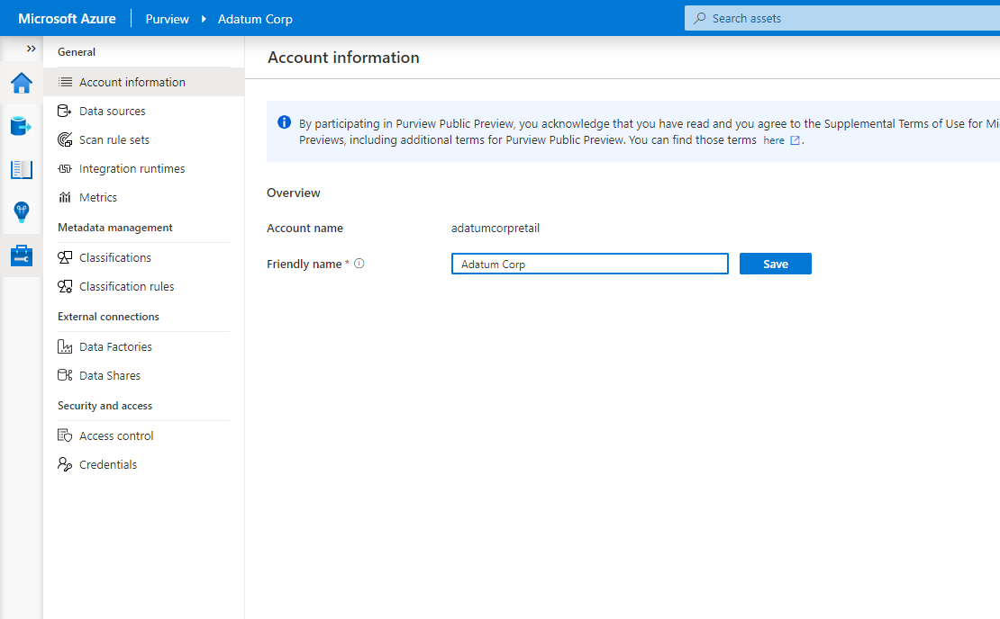 Microsoft Azure
Purview
Adatum Corp
Search assets
General
Account information
Data sources
Scan rule sets
Integration runtimes
Metrics
Metadata management
Classifications
Classification rules
External connections
Data Factories
Data Shares
Security and access
Access control
Credentials
Account information
By participating in Purview Public Preview, you acknowledge that you have read and you agree to the Supplemental Terms of Use for Mi
Previews, including additional terms for Purview Public Preview. You can find those terms here .
Overview
Account name adatumcorpretail
Friendly name * Adatum Corp Save